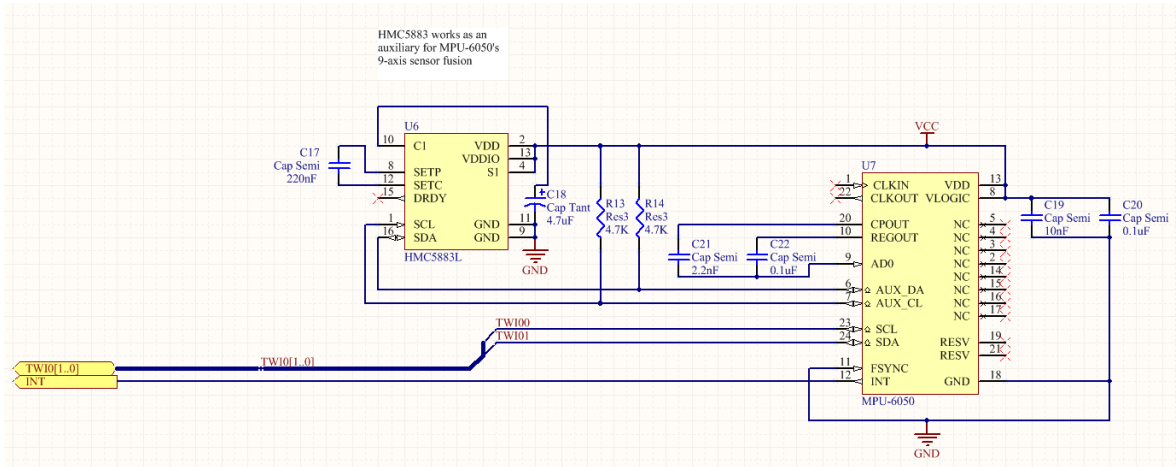 HMC5883 works as an
auxiliary for MPU-6050's
9-axis sensor fusion
U6
10 C1 VDD 2
VDDIO 13
S1 4
8 SETP
12 SETC
15 DRDY
1 SCL GND 11
16 SDA GND 9
HMC5883L
C17
Cap Semi
220nF
C18
Cap Tant
4.7uF
GND
R13
Res3
4.7K
R14
Res3
4.7K
VCC
C21
Cap Semi
2.2nF
C22
Cap Semi
0.1uF
U7
1 CLKIN VDD 13
22 CLKOUT VLOGIC 8
20 CPOUT NC 5
10 REGOUT NC 4
NC 3
9 AD0 NC 2
NC 14
6 AUX_DA NC 15
7 AUX_CL NC 16
NC 17
23 SCL
24 SDA RESV 19
RESV 21
11 FSYNC
12 INT GND 18
MPU-6050
C19
Cap Semi
10nF
C20
Cap Semi
0.1uF
TWI00
TWI01
TWI0[1..0]
TWI0[1..0]
INT
GND